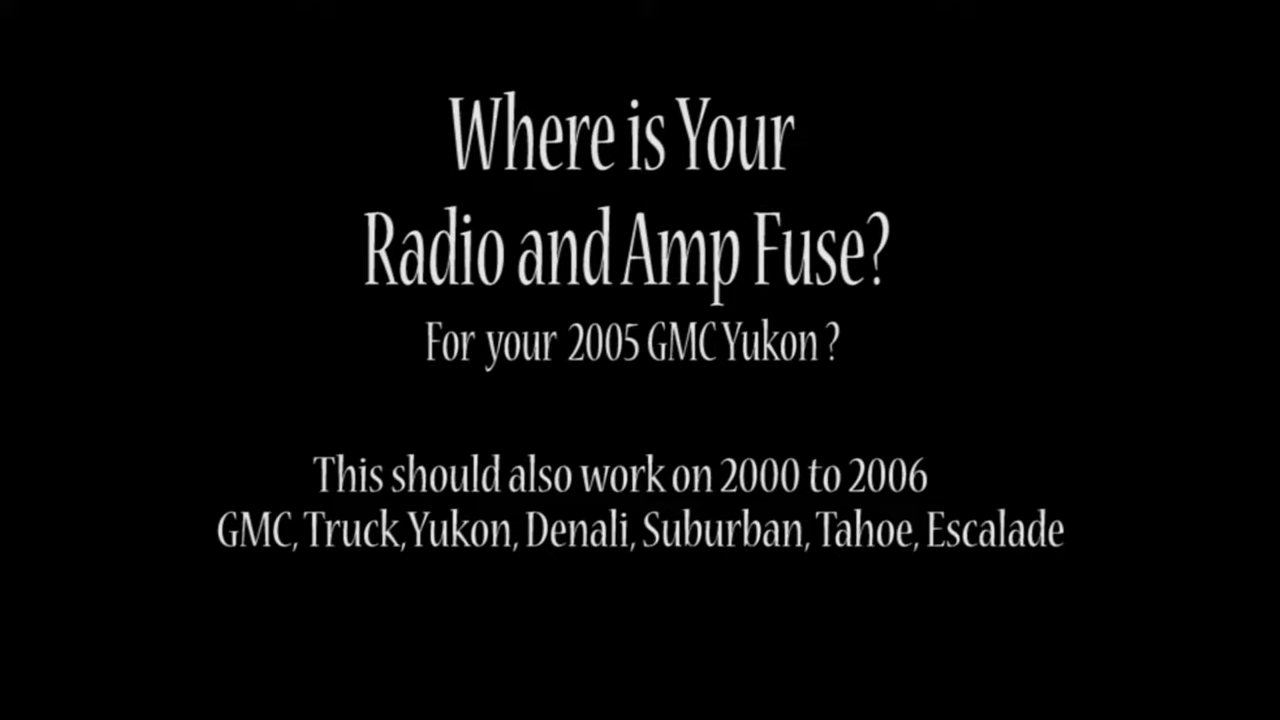 Where is Your
Radio and Amp Fuse?
For your 2005 GMC Yukon ?
This should also work on 2000 to 2006
GMC, Truck, Yukon, Denali, Suburban, Tahoe, Escalade